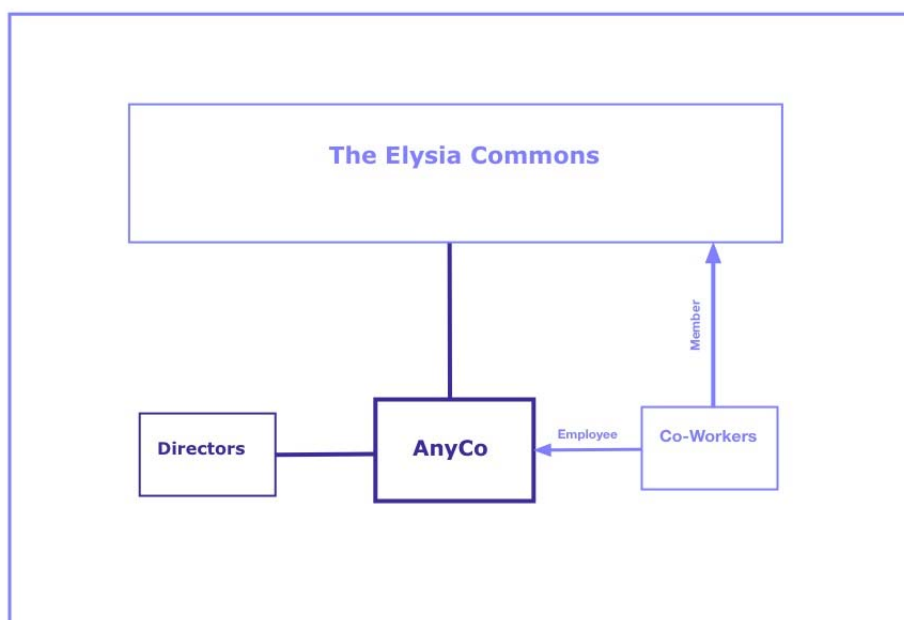 The Elysia Commons
Member
Directors
AnyCo
Employee
Co-Workers